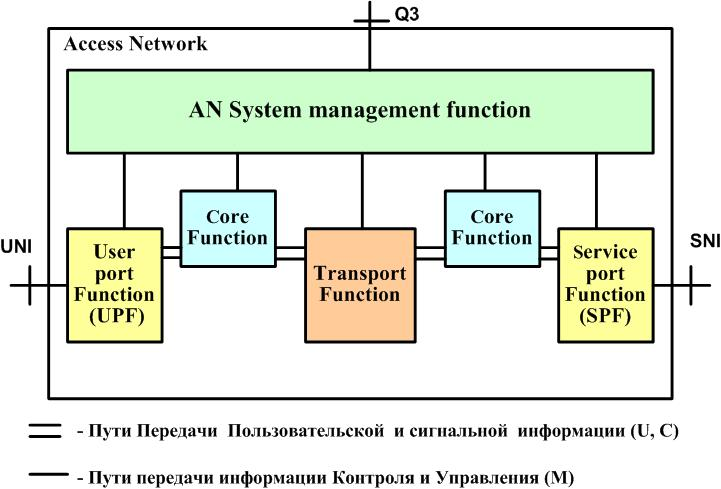 Q3
Access Network
AN System management function
Core
Function
Core
Function
UNI
SNI
User
port
Function
(UPF)
Transport
Function
Service
port
Function
(SPF)
- Пути Передачи Пользовательской и сигнальной информации (U, C)
- Пути передачи информации Контроля и Управления (M)